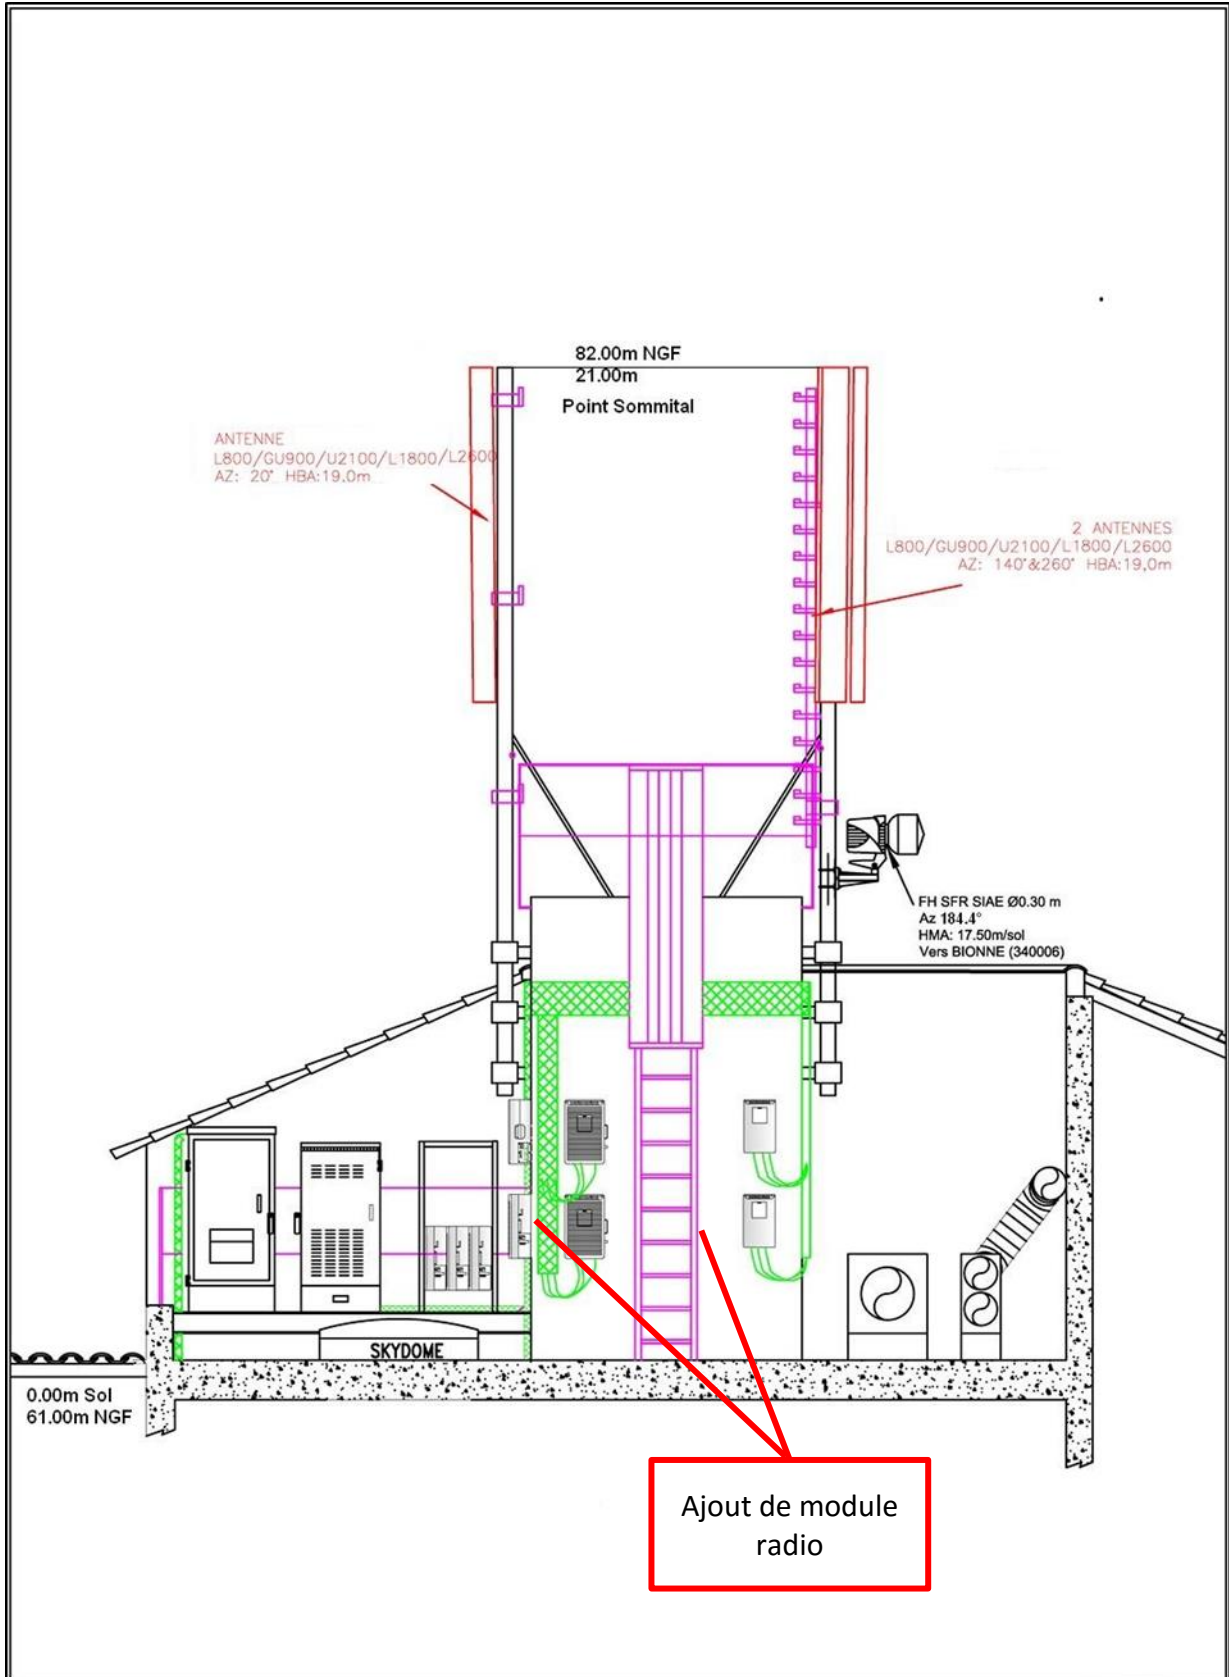 82.00m NGF
21.00m
Point Sommital
ANTENNE
L800/GU900/U2100/L1800/L2600
AZ: 20° HBA:19.0m
2 ANTENNES
L800/GU900/U2100/L1800/L2600
AZ: 140°&260° HBA:19,0m
FH SFR SIAE Ø0.30 m
Az 184.4°
HMA: 17.50m/sol
Vers BIONNE (340006)
SKYDOME
0.00m Sol
61.00m NGF
Ajout de module
radio